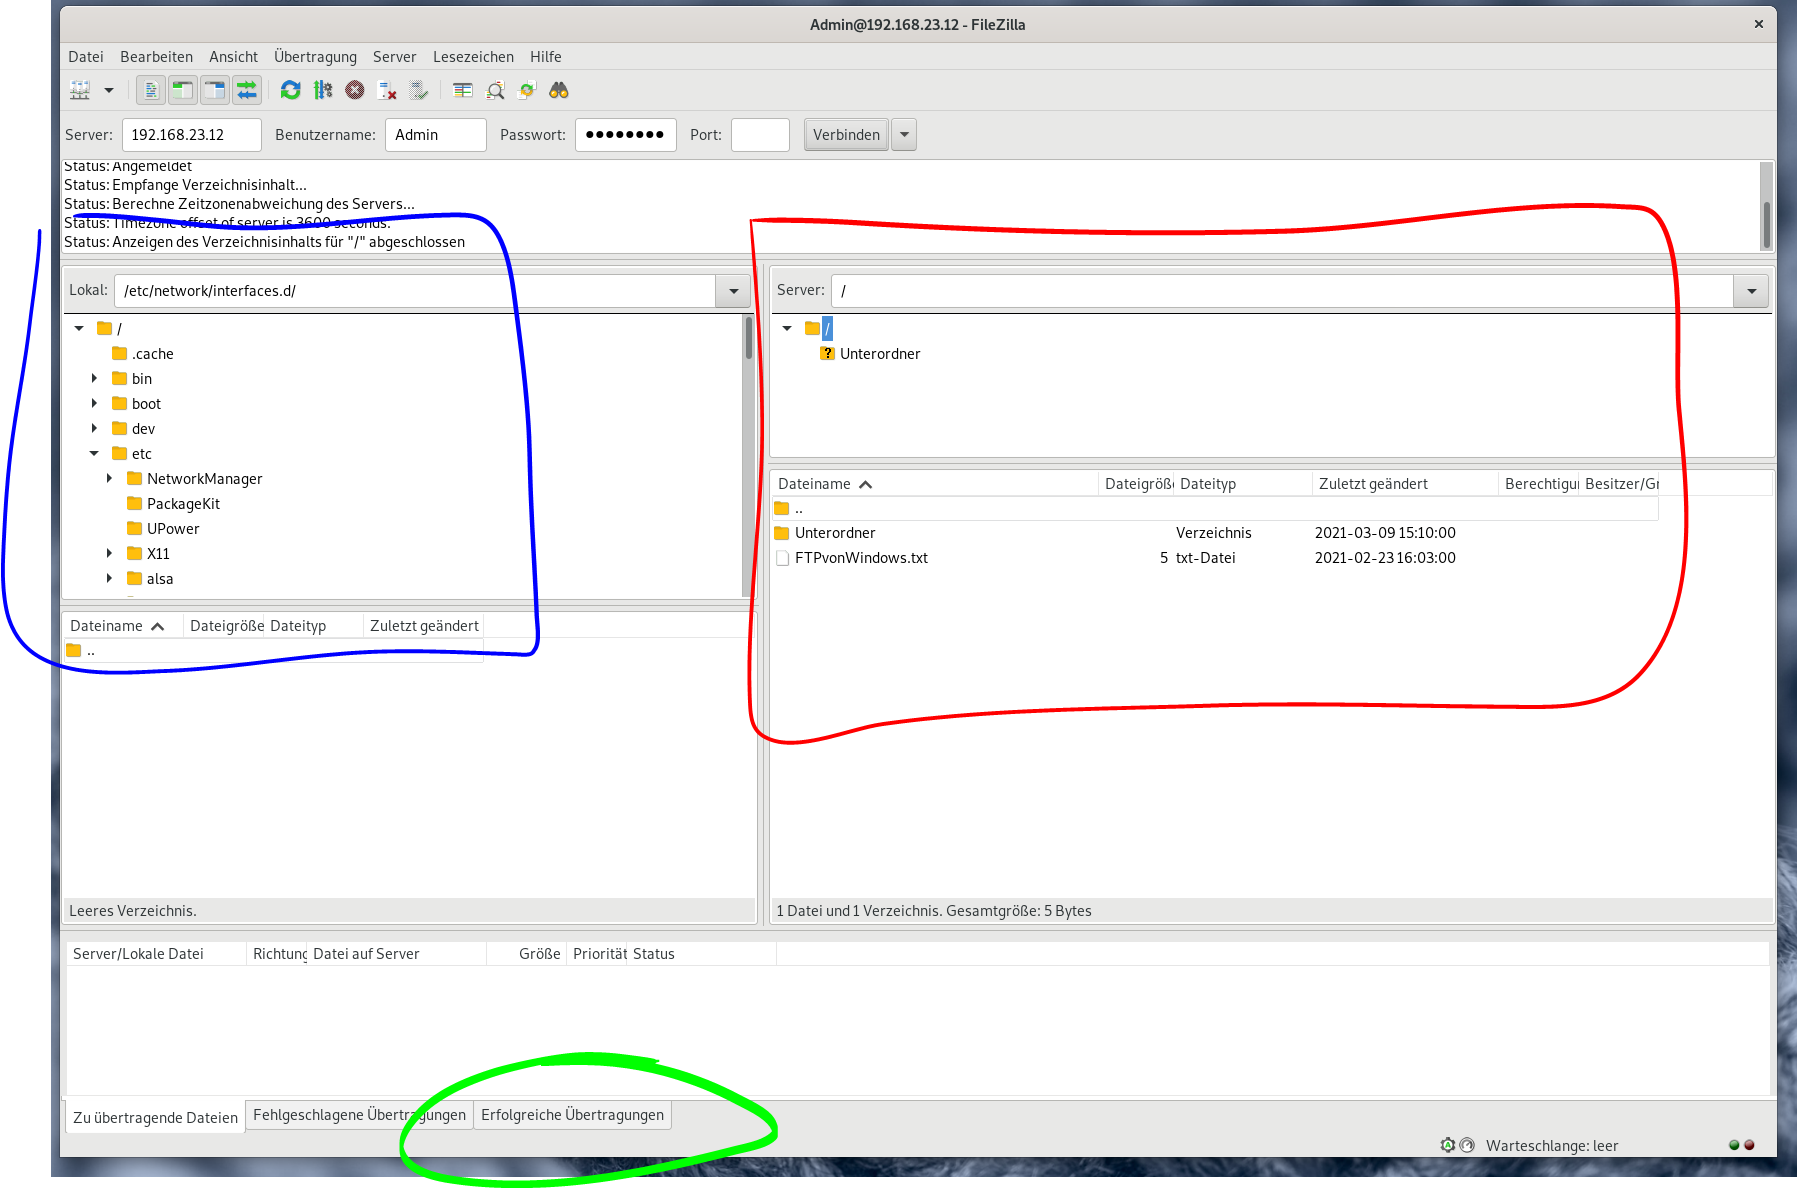 Admin@192.168.23.12 - FileZilla
Datei Bearbeiten Ansicht Übertragung Server Lesezeichen Hilfe
Server: 192.168.23.12 Benutzername: Admin Passwort: ●●●●●●●● Port: Verbinden
Status: Angemeldet
Status: Empfange Verzeichnisinhalt...
Status: Berechne Zeitzonenabweichung des Servers...
Status: Timezone offset of server is 3600 seconds.
Status: Anzeigen des Verzeichnisinhalts für "/" abgeschlossen
Lokal: /etc/network/interfaces.d/
/
.cache
bin
boot
dev
etc
NetworkManager
PackageKit
UPower
X11
alsa
Dateiname Dateigröße Dateityp Zuletzt geändert
..
Leeres Verzeichnis.
Server: /
/
? Unterordner
Dateiname Dateigröße Dateityp Zuletzt geändert Berechtigu Besitzer/Gr
..
Unterordner Verzeichnis 2021-03-09 15:10:00
FTPvonWindows.txt 5 txt-Datei 2021-02-23 16:03:00
1 Datei und 1 Verzeichnis. Gesamtgröße: 5 Bytes
Server/Lokale Datei Richtung Datei auf Server Größe Priorität Status
Zu übertragende Dateien Fehlgeschlagene Übertragungen Erfolgreiche Übertragungen
Warteschlange: leer